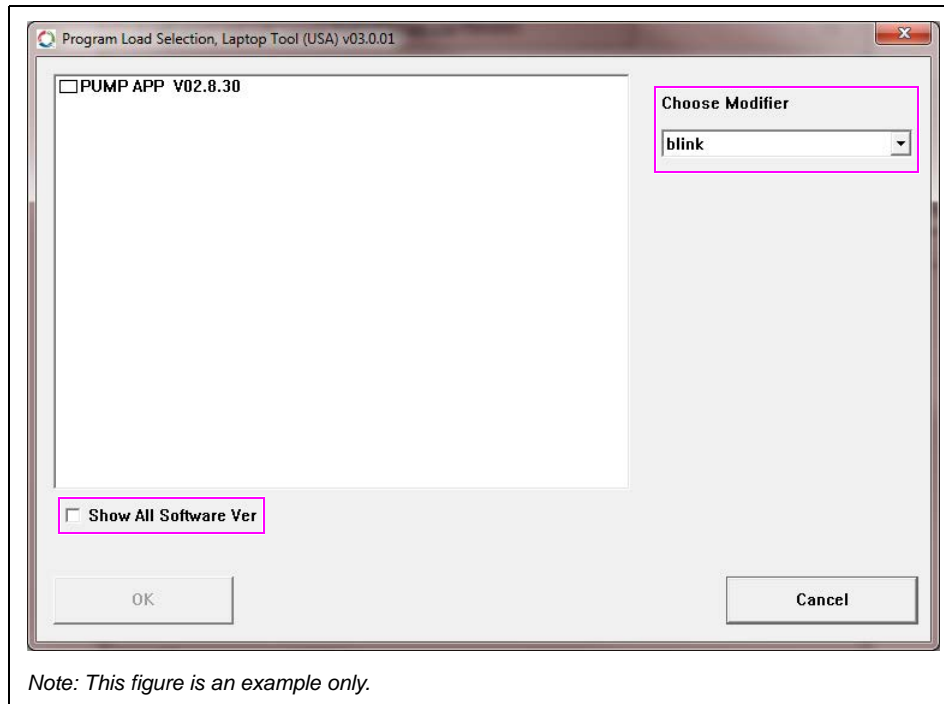 Program Load Selection, Laptop Tool (USA) v03.0.01
PUMP APP V02.8.30
Choose Modifier
blink
Show All Software Ver
OK
Cancel
Note: This figure is an example only.